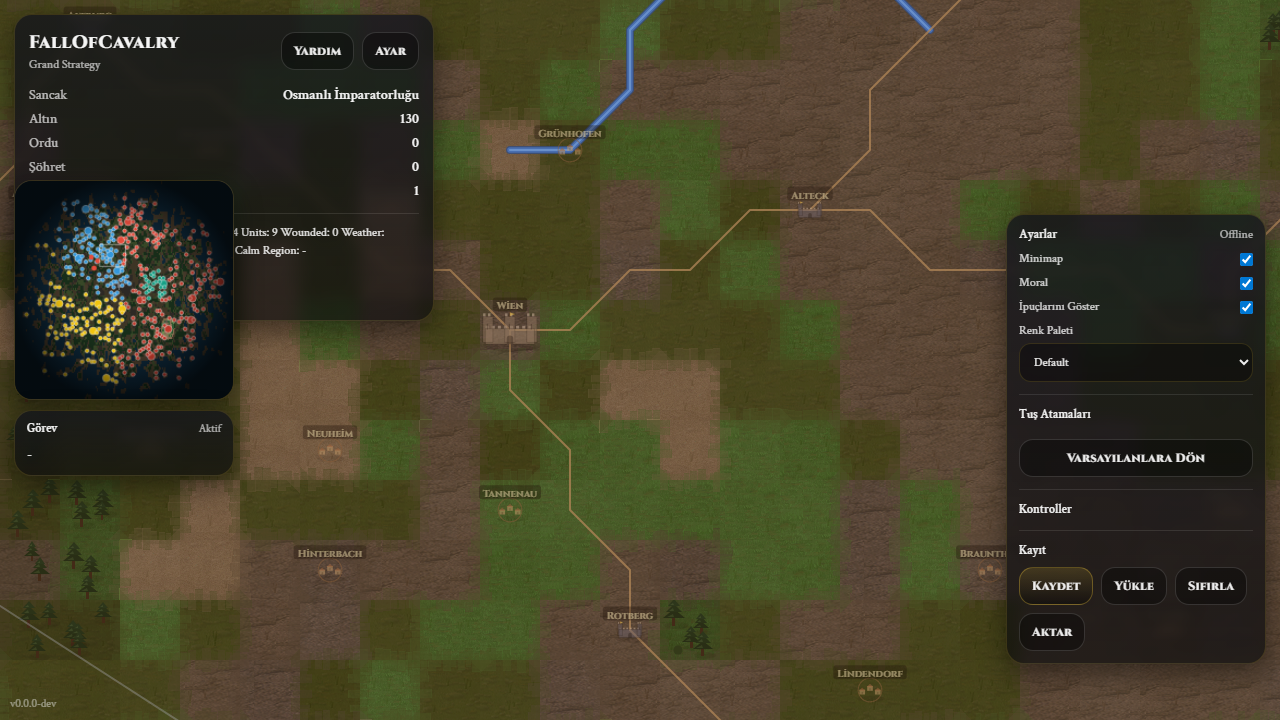 FallOfCavalry
Grand Strategy
Yardım
Ayar
Sancak
Osmanlı İmparatorluğu
Altın
130
Ordu
0
Şöhret
0
1
4 Units: 9 Wounded: 0 Weather:
Calm Region: -
Görev
Aktif
-
Grünhofen
Alteck
Wien
Neuheim
Tannenau
Hinterbach
Rotberg
Lindendorf
Ayarlar
Offline
Minimap
Moral
İpuçlarını Göster
Renk Paleti
Default
Tuş Atamaları
Varsayılanlara Dön
Kontroller
Kayıt
Kaydet
Yükle
Sıfırla
Aktar
v0.0.0-dev